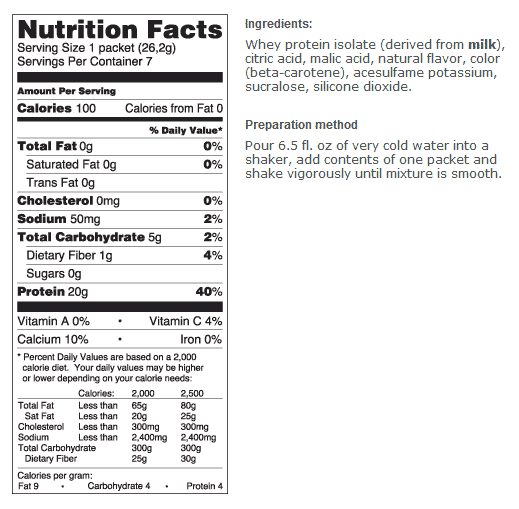 Nutrition Facts
Serving Size 1 packet (26,2g)
Servings Per Container 7
Amount Per Serving
Calories 100 Calories from Fat 0
% Daily Value*
Total Fat 0g 0%
Saturated Fat 0g 0%
Trans Fat 0g
Cholesterol 0mg 0%
Sodium 50mg 2%
Total Carbohydrate 5g 2%
Dietary Fiber 1g 4%
Sugars 0g
Protein 20g 40%
Vitamin A 0% • Vitamin C 4%
Calcium 10% • Iron 0%
* Percent Daily Values are based on a 2,000
calorie diet. Your daily values may be higher
or lower depending on your calorie needs:
Calories: 2,000 2,500
Total Fat Less than 65g 80g
Sat Fat Less than 20g 25g
Cholesterol Less than 300mg 300mg
Sodium Less than 2,400mg 2,400mg
Total Carbohydrate 300g 300g
Dietary Fiber 25g 30g
Calories per gram:
Fat 9 • Carbohydrate 4 • Protein 4
Ingredients:
Whey protein isolate (derived from milk),
citric acid, malic acid, natural flavor, color
(beta-carotene), acesulfame potassium,
sucralose, silicone dioxide.
Preparation method
Pour 6.5 fl. oz of very cold water into a
shaker, add contents of one packet and
shake vigorously until mixture is smooth.